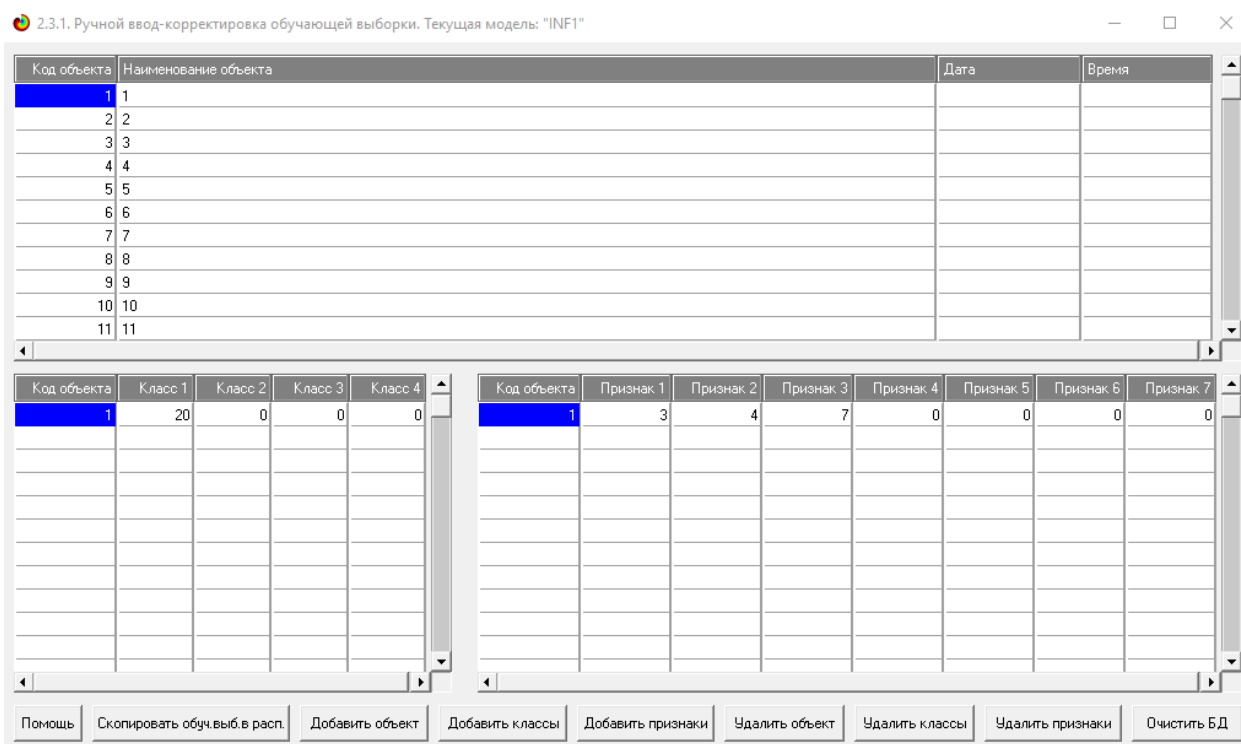 2.3.1. Ручной ввод-корректировка обучающей выборки. Текущая модель: "INF1"
Код объекта Наименование объекта Дата Время
1 1
2 2
3 3
4 4
5 5
6 6
7 7
8 8
9 9
10 10
11 11
Код объекта Класс 1 Класс 2 Класс 3 Класс 4
1 20 0 0 0
Код объекта Признак 1 Признак 2 Признак 3 Признак 4 Признак 5 Признак 6 Признак 7
1 3 4 7 0 0 0 0
Помощь Скопировать обуч.выб.в расп. Добавить объект Добавить классы Добавить признаки Удалить объект Удалить классы Удалить признаки Очистить БД